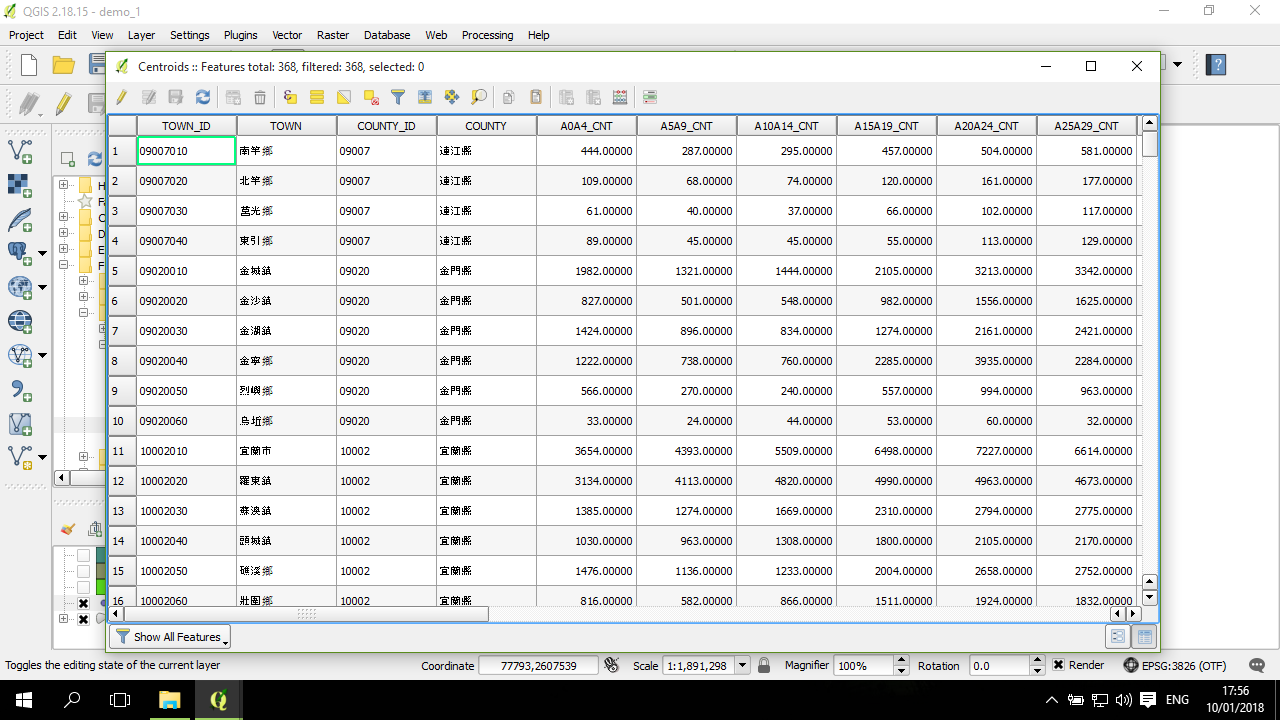 QGIS 2.18.15 - demo_1
Project Edit View Layer Settings Plugins Vector Raster Database Web Processing Help
Centroids :: Features total: 368, filtered: 368, selected: 0
TOWN_ID TOWN COUNTY_ID COUNTY A0A4_CNT A5A9_CNT A10A14_CNT A15A19_CNT A20A24_CNT A25A29_CNT
1 09007010 南竿鄉 09007 連江縣 444.00000 287.00000 295.00000 457.00000 504.00000 581.00000
2 09007020 北竿鄉 09007 連江縣 109.00000 68.00000 74.00000 120.00000 161.00000 177.00000
3 09007030 莒光鄉 09007 連江縣 61.00000 40.00000 37.00000 66.00000 102.00000 117.00000
4 09007040 東引鄉 09007 連江縣 89.00000 45.00000 45.00000 55.00000 113.00000 129.00000
5 09020010 金城鎮 09020 金門縣 1982.00000 1321.00000 1444.00000 2105.00000 3213.00000 3342.00000
6 09020020 金沙鎮 09020 金門縣 827.00000 501.00000 548.00000 982.00000 1556.00000 1625.00000
7 09020030 金湖鎮 09020 金門縣 1424.00000 896.00000 834.00000 1274.00000 2161.00000 2421.00000
8 09020040 金寧鄉 09020 金門縣 1222.00000 738.00000 760.00000 2285.00000 3935.00000 2284.00000
9 09020050 烈嶼鄉 09020 金門縣 566.00000 270.00000 240.00000 557.00000 994.00000 963.00000
10 09020060 烏坵鄉 09020 金門縣 33.00000 24.00000 44.00000 53.00000 60.00000 32.00000
11 10002010 宜蘭市 10002 宜蘭縣 3654.00000 4393.00000 5509.00000 6498.00000 7227.00000 6614.00000
12 10002020 羅東鎮 10002 宜蘭縣 3134.00000 4113.00000 4820.00000 4990.00000 4963.00000 4673.00000
13 10002030 蘇澳鎮 10002 宜蘭縣 1385.00000 1274.00000 1669.00000 2310.00000 2794.00000 2775.00000
14 10002040 頭城鎮 10002 宜蘭縣 1030.00000 963.00000 1308.00000 1800.00000 2105.00000 2170.00000
15 10002050 礁溪鄉 10002 宜蘭縣 1476.00000 1136.00000 1233.00000 2004.00000 2658.00000 2752.00000
16 10002060 壯圍鄉 10002 宜蘭縣 816.00000 582.00000 1511.00000 1924.00000 1832.00000
Show All Features
Toggles the editing state of the current layer Coordinate 77793,2607539 Scale 1:1,891,298 Magnifier 100% Rotation 0.0 Render EPSG:3826 (OTF)
ENG 17:56
10/01/2018